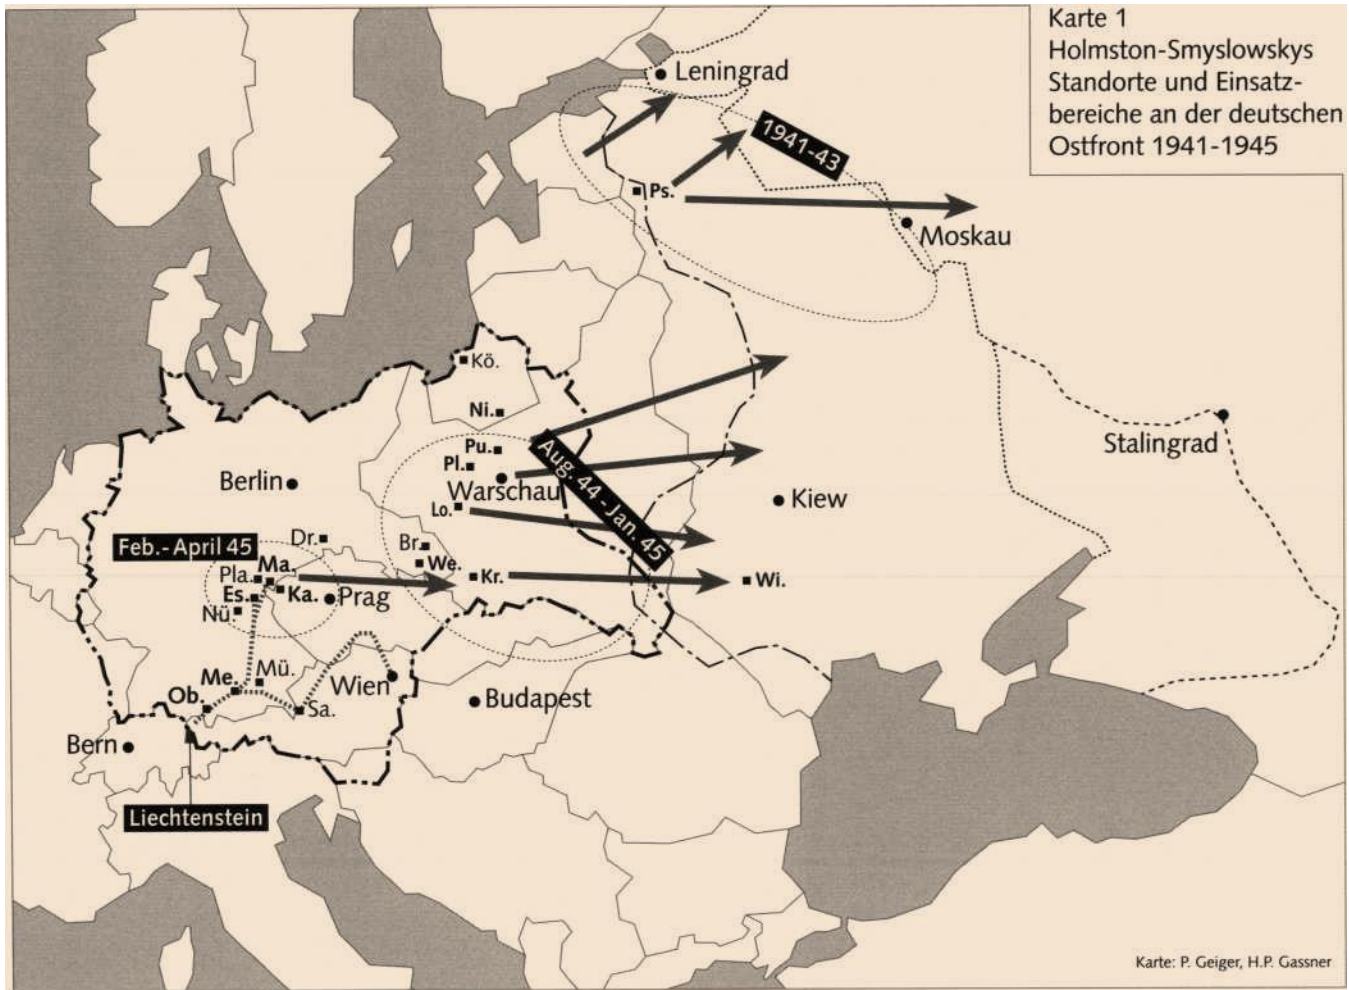 Karte 1
Holmston-Smyslowskys
Standorte und Einsatz-
bereiche an der deutschen
Ostfront 1941-1945
Leningrad
1941-43
Ps.
Moskau
Kö.
Ni.
Pu.
Pl.
Warschau
Aug. 44 - Jan. 45
Berlin
Lo.
Kiew
Stalingrad
Feb.- April 45
Dr.
Br.
We.
Kr.
Wi.
Ma.
Pla.
Es.
Ka.
Prag
Nü.
Me.
Mü.
Wien
Ob.
Sa.
Budapest
Bern
Liechtenstein
Karte: P. Geiger, H.P. Gassner